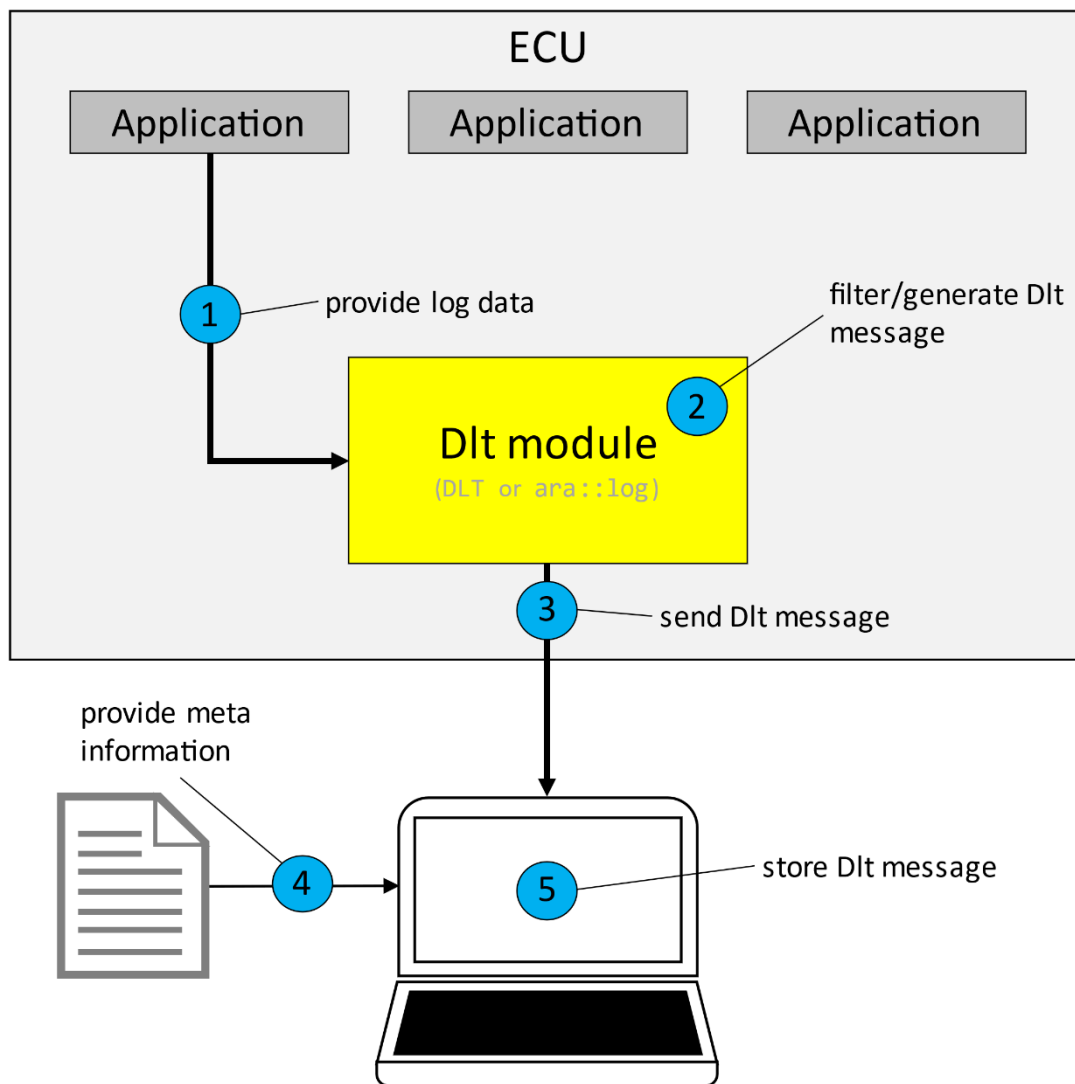 ECU
Application
Application
Application
1
provide log data
filter/generate Dlt
message
2
Dlt module
(DLT or ara::log)
3
send Dlt message
provide meta
information
4
5
store Dlt message